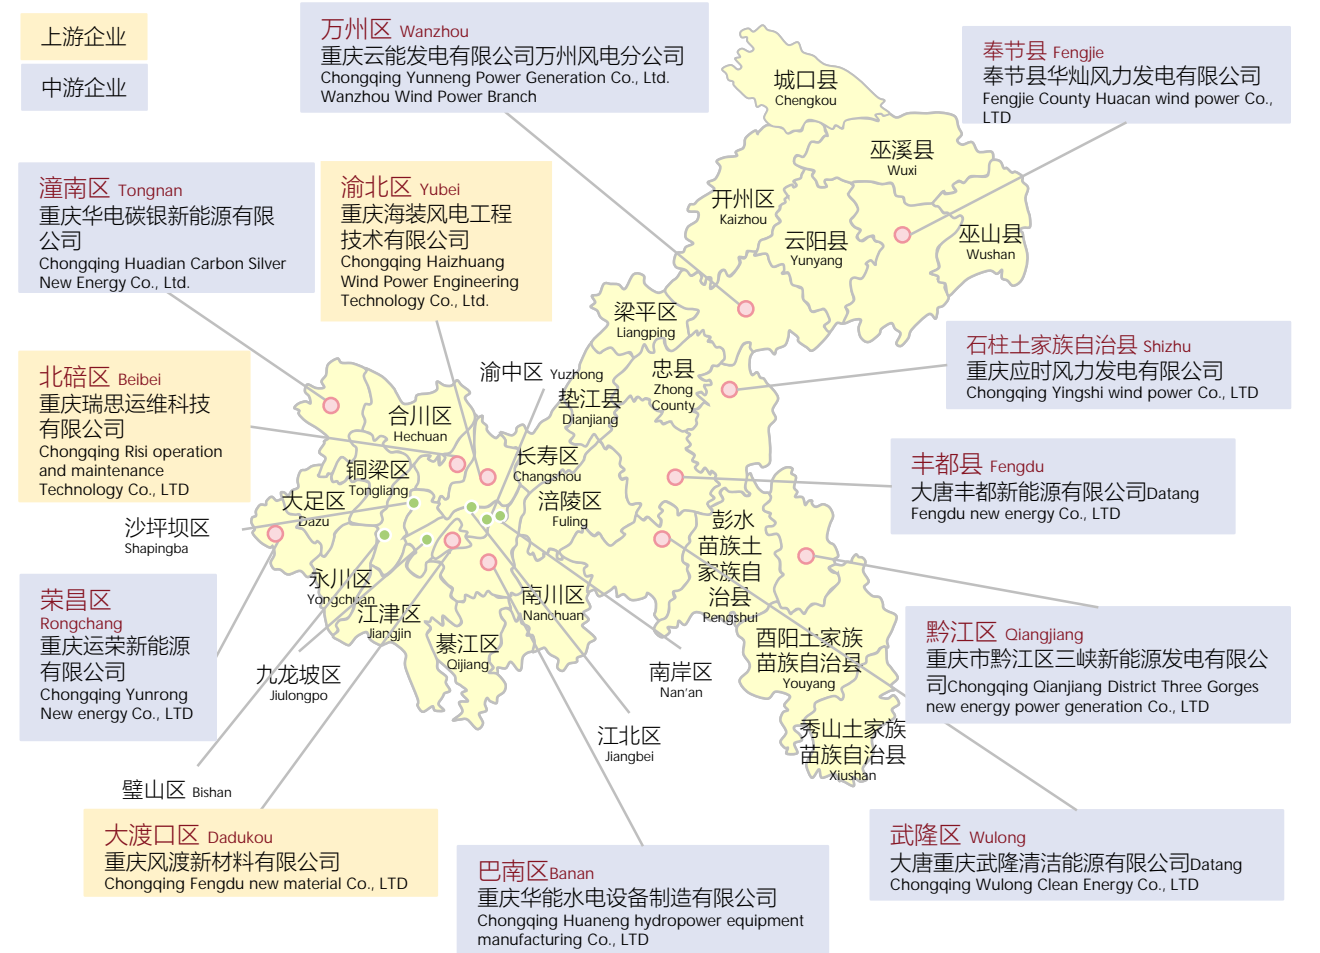 上游企业
中游企业
万州区 Wanzhou
重庆云能发电有限公司万州风电分公司
Chongqing Yunneng Power Generation Co., Ltd.
Wanzhou Wind Power Branch
奉节县 Fengjie
奉节县华灿风力发电有限公司
Fengjie County Huacan wind power Co.,
LTD
潼南区 Tongnan
重庆华电碳银新能源有限
公司
Chongqing Huadian Carbon Silver
New Energy Co., Ltd.
渝北区 Yubei
重庆海装风电工程
技术有限公司
Chongqing Haizhuang
Wind Power Engineering
Technology Co., Ltd.
城口县
Chengkou
巫溪县
Wuxi
开州区
Kaizhou
云阳县
Yunyang
巫山县
Wushan
梁平区
Liangping
石柱土家族自治县 Shizhu
重庆应时风力发电有限公司
Chongqing Yingshi wind power Co., LTD
北碚区 Beibei
重庆瑞思运维科技
有限公司
Chongqing Risi operation
and maintenance
Technology Co., LTD
渝中区 Yuzhong
忠县
Zhong
County
垫江县
Dianjiang
合川区
Hechuan
长寿区
Changshou
铜梁区
Tongliang
大足区
Dazu
涪陵区
Fuling
丰都县 Fengdu
大唐丰都新能源有限公司Datang
Fengdu new energy Co., LTD
沙坪坝区
Shapingba
彭水
苗族土
家族自
治县
Pengshui
荣昌区
Rongchang
重庆运荣新能源
有限公司
Chongqing Yunrong
New energy Co., LTD
永川区
Yongchuan
江津区
Jiangjin
南川区
Nanchuan
綦江区
Qijiang
酉阳土家族
苗族自治县
Youyang
黔江区 Qiangjiang
重庆市黔江区三峡新能源发电有限公
司Chongqing Qianjiang District Three Gorges
new energy power generation Co., LTD
九龙坡区
Jiulongpo
南岸区
Nan'an
江北区
Jiangbei
秀山土家族
苗族自治县
Xiushan
璧山区 Bishan
大渡口区 Dadukou
重庆风渡新材料有限公司
Chongqing Fengdu new material Co., LTD
巴南区Banan
重庆华能水电设备制造有限公司
Chongqing Huaneng hydropower equipment
manufacturing Co., LTD
武隆区 Wulong
大唐重庆武隆清洁能源有限公司Datang
Chongqing Wulong Clean Energy Co., LTD